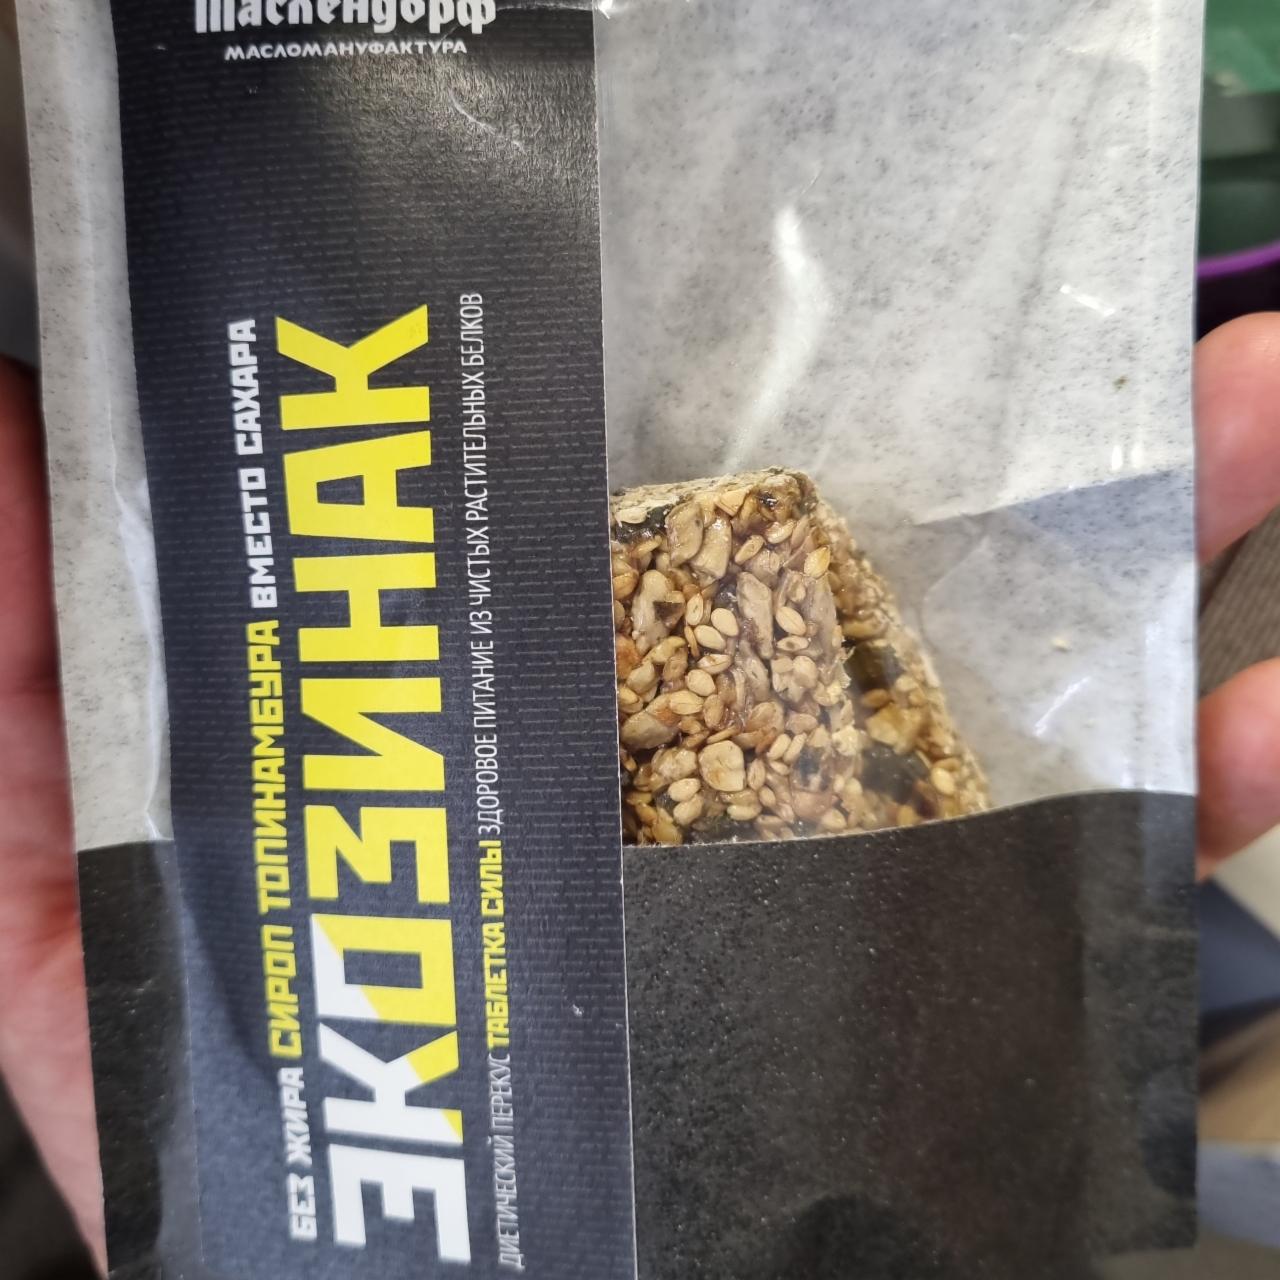 Маслендорф
МАСЛОМАНУФАКТУРА
БЕЗ ЖИРА СИРОП ТОПИНАМБУРА ВМЕСТО САХАРА
ЭКОЗИНАК
ДИЕТИЧЕСКИЙ ПЕРЕКУС ТАБЛЕТКА СИЛЫ ЗДОРОВОЕ ПИТАНИЕ ИЗ ЧИСТЫХ РАСТИТЕЛЬНЫХ БЕЛКОВ